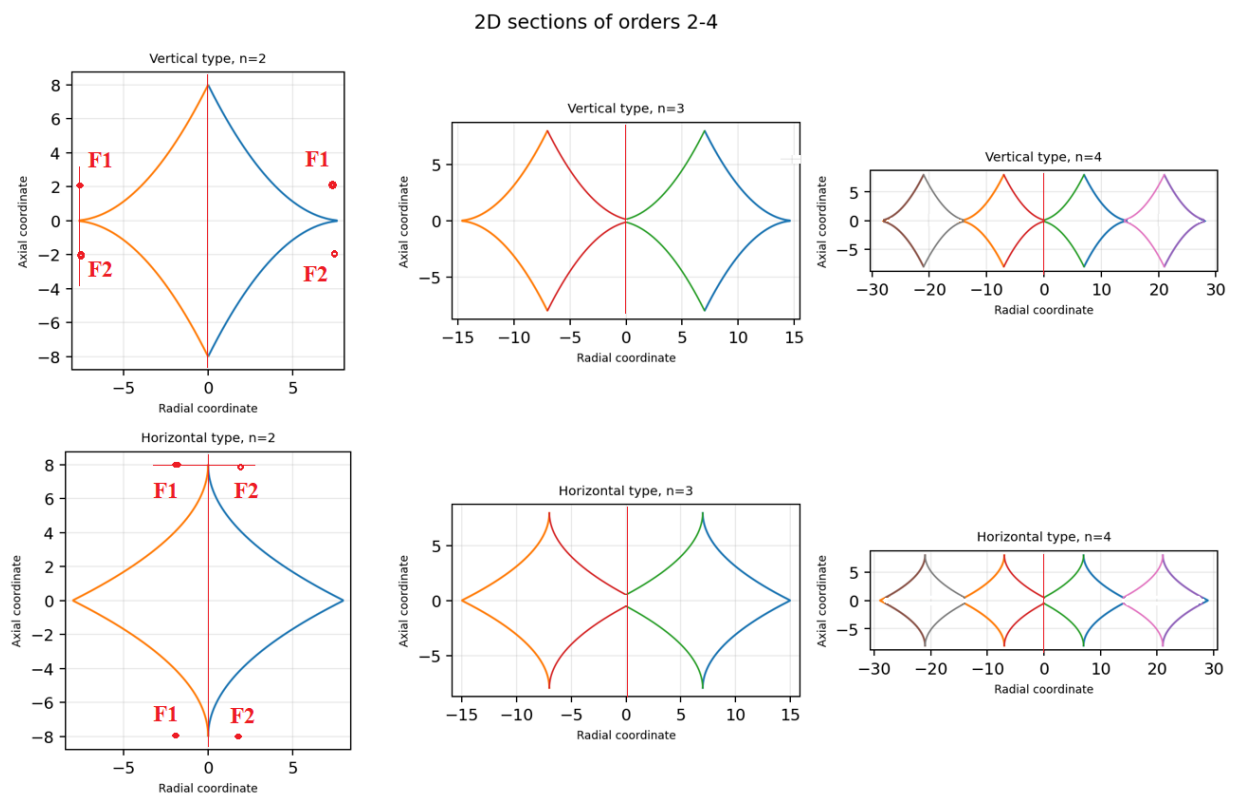 2D sections of orders 2-4
Vertical type, n=2
Axial coordinate
8
6
4
2
0
−2
−4
−6
−8
F1
F1
F2
F2
−5
0
5
Radial coordinate
Vertical type, n=3
Axial coordinate
5
0
−5
−15
−10
−5
0
5
10
15
Radial coordinate
Vertical type, n=4
Axial coordinate
5
0
−5
−30
−20
−10
0
10
20
30
Radial coordinate
Horizontal type, n=2
Axial coordinate
8
6
4
2
0
−2
−4
−6
−8
F1
F2
F1
F2
−5
0
5
Radial coordinate
Horizontal type, n=3
Axial coordinate
5
0
−5
−15
−10
−5
0
5
10
15
Radial coordinate
Horizontal type, n=4
Axial coordinate
5
0
−5
−30
−20
−10
0
10
20
30
Radial coordinate